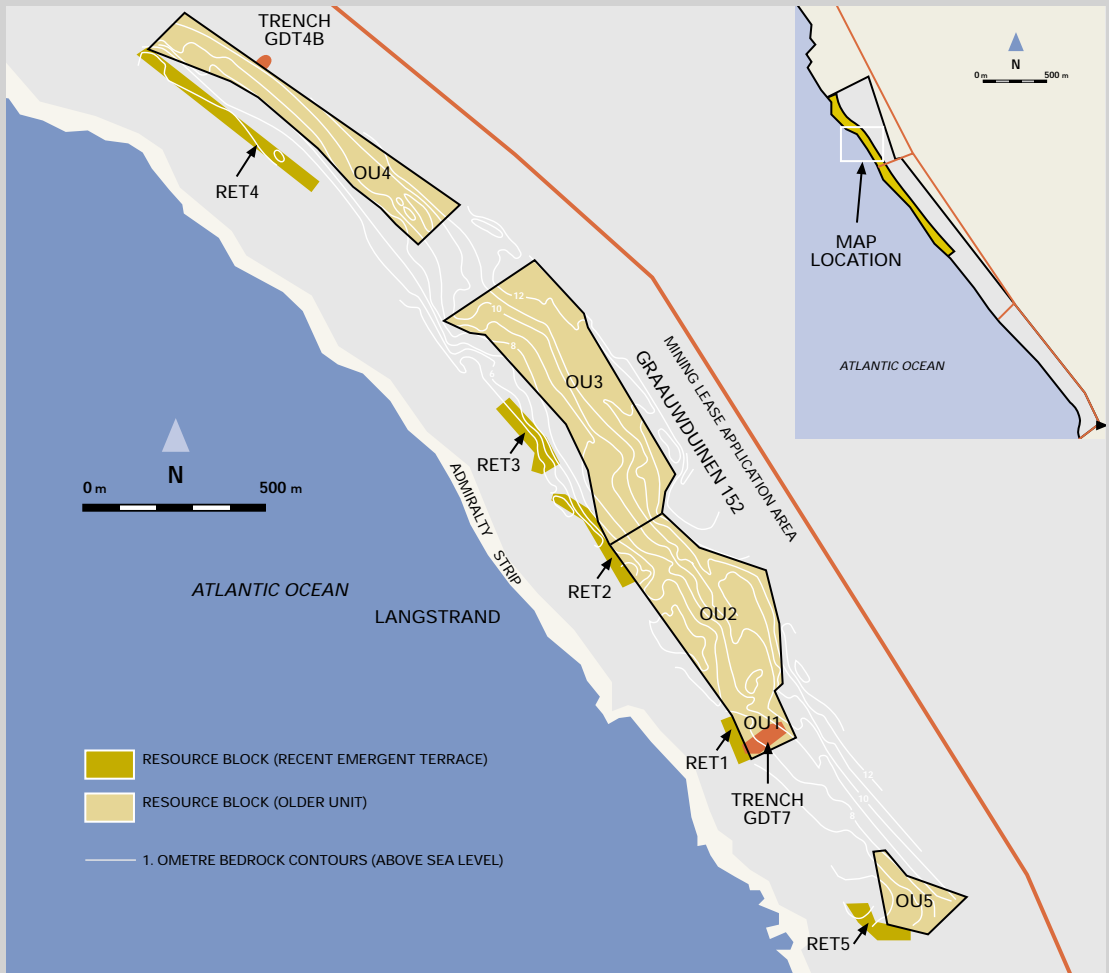 TRENCH
GDT4B
N
0 m 500 m
OU4
RET4
MAP
LOCATION
12
10
OU3
8
6
ATLANTIC OCEAN
MINING LEASE APPLICATION AREA
GRAAUWDUINEN 152
RET3
N
0 m 500 m
ADMIRALTY STRIP
ATLANTIC OCEAN
RET2
LANGSTRAND
OU2
OU1
RET1
RESOURCE BLOCK (RECENT EMERGENT TERRACE)
12
RESOURCE BLOCK (OLDER UNIT)
TRENCH
GDT7
10
8
1. OMETRE BEDROCK CONTOURS (ABOVE SEA LEVEL)
OU5
RET5